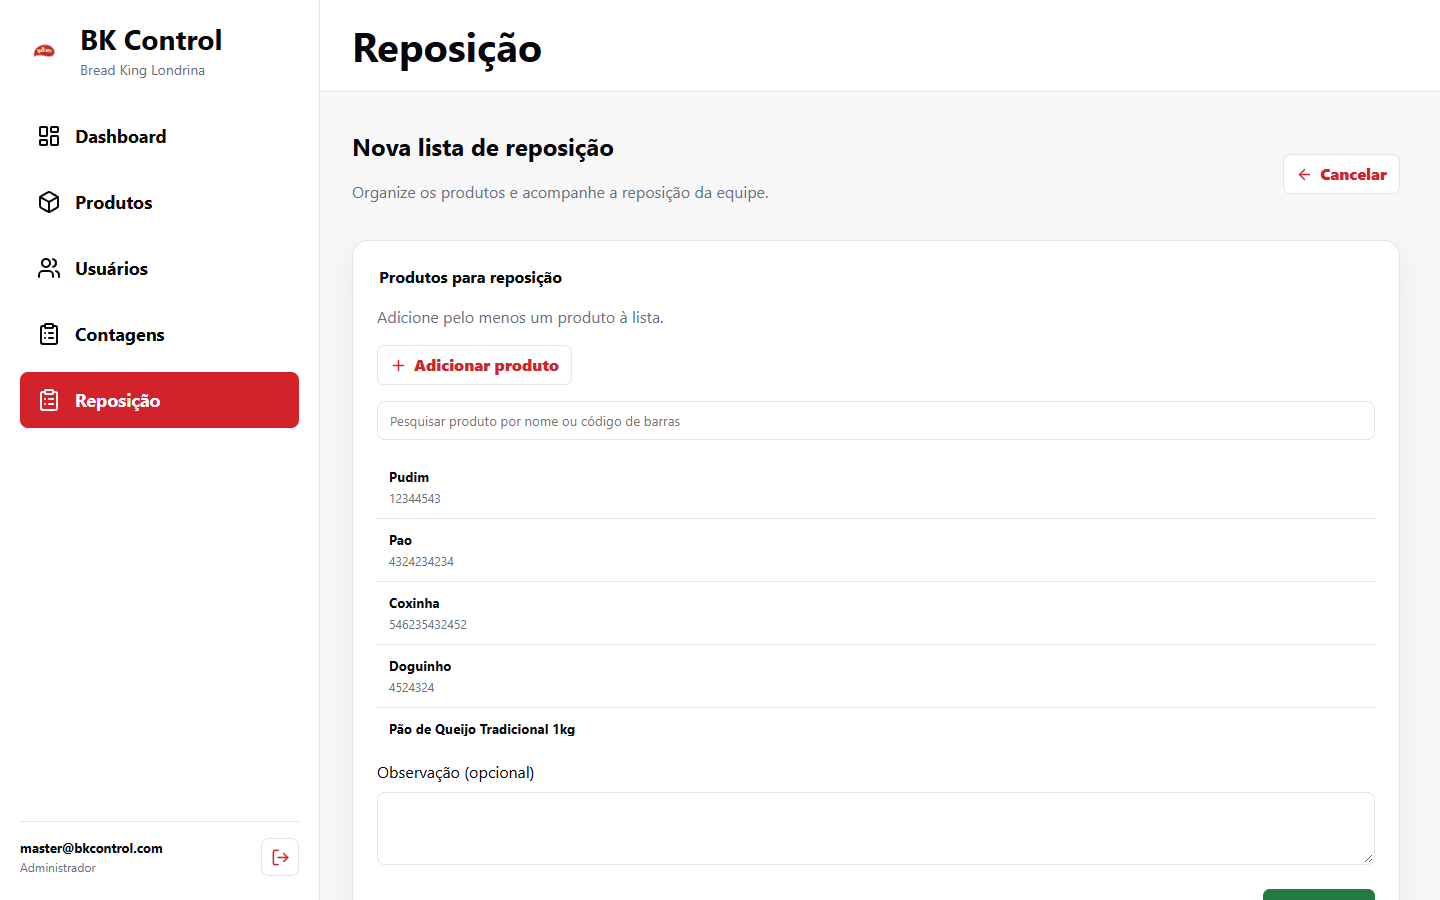 BK Control
Bread King Londrina
Dashboard
Produtos
Usuários
Contagens
Reposição
master@bkcontrol.com
Administrador
Reposição
Nova lista de reposição
Organize os produtos e acompanhe a reposição da equipe.
Cancelar
Produtos para reposição
Adicione pelo menos um produto à lista.
Adicionar produto
Pesquisar produto por nome ou código de barras
Pudim
12344543
Pao
4324234234
Coxinha
546235432452
Doguinho
4524324
Pão de Queijo Tradicional 1kg
Observação (opcional)